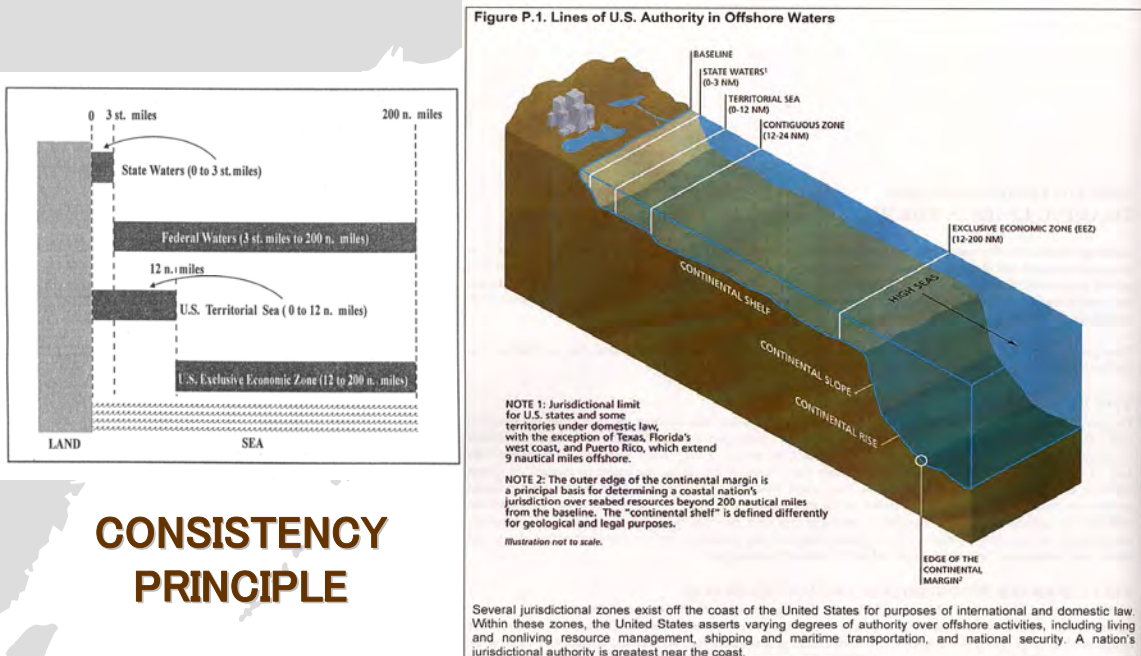 0 3 st. miles 200 n. miles
State Waters (0 to 3 st. miles)
Federal Waters (3 st. miles to 200 n. miles)
12 n. miles
U.S. Territorial Sea ( 0 to 12 n. miles)
U.S. Exclusive Economic Zone (12 to 200 n. miles)
LAND SEA
CONSISTENCY
PRINCIPLE
Figure P.1. Lines of U.S. Authority in Offshore Waters
BASELINE
STATE WATERS¹
(0-3 NM)
TERRITORIAL SEA
(0-12 NM)
CONTIGUOUS ZONE
(12-24 NM)
EXCLUSIVE ECONOMIC ZONE (EEZ)
(12-200 NM)
HIGH SEAS
CONTINENTAL SHELF
CONTINENTAL SLOPE
CONTINENTAL RISE
NOTE 1: Jurisdictional limit
for U.S. states and some
territories under domestic law,
with the exception of Texas, Florida's
west coast, and Puerto Rico, which extend
9 nautical miles offshore.
NOTE 2: The outer edge of the continental margin is
a principal basis for determining a coastal nation's
jurisdiction over seabed resources beyond 200 nautical miles
from the baseline. The "continental shelf" is defined differently
for geological and legal purposes.
Illustration not to scale.
EDGE OF THE
CONTINENTAL
MARGIN²
Several jurisdictional zones exist off the coast of the United States for purposes of international and domestic law.
Within these zones, the United States asserts varying degrees of authority over offshore activities, including living
and nonliving resource management, shipping and maritime transportation, and national security. A nation's
jurisdictional authority is greatest near the coast.